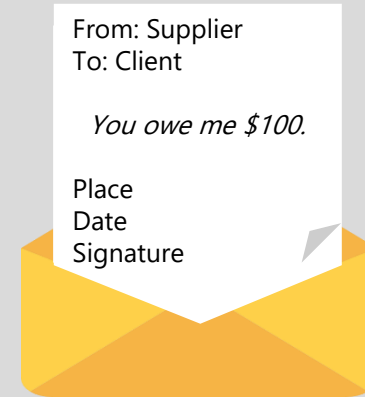 From: Supplier
To: Client
You owe me $100.
Place
Date
Signature